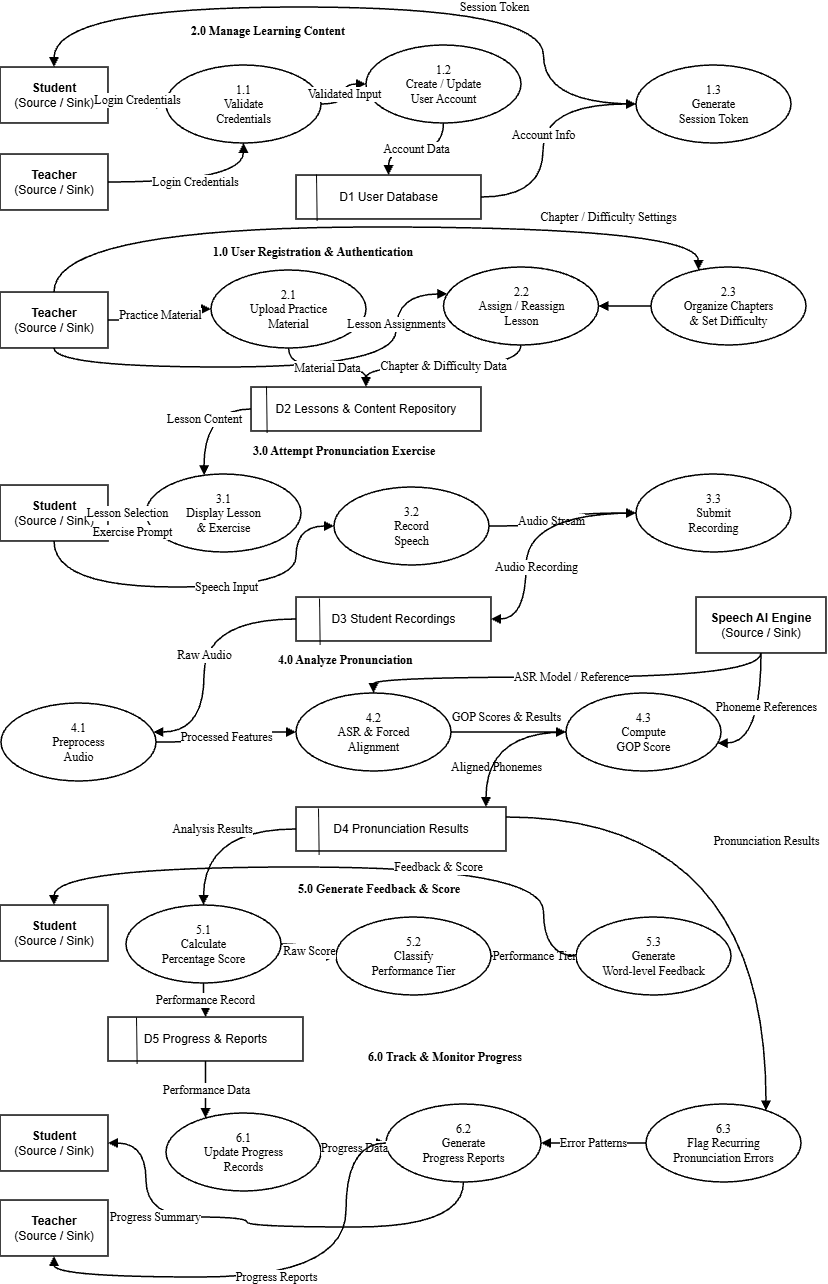 Session Token
2.0 Manage Learning Content
Student
(Source / Sink)
Login Credentials
1.1
Validate
Credentials
Validated Input
1.2
Create / Update
User Account
1.3
Generate
Session Token
Account Info
Account Data
Teacher
(Source / Sink)
Login Credentials
D1 User Database
Chapter / Difficulty Settings
1.0 User Registration & Authentication
Teacher
(Source / Sink)
Practice Material
2.1
Upload Practice
Material
Lesson Assignments
2.2
Assign / Reassign
Lesson
2.3
Organize Chapters
& Set Difficulty
Material Data
Chapter & Difficulty Data
D2 Lessons & Content Repository
Lesson Content
3.0 Attempt Pronunciation Exercise
Student
(Source / Sink)
Lesson Selection
Exercise Prompt
3.1
Display Lesson
& Exercise
3.2
Record
Speech
Audio Stream
3.3
Submit
Recording
Audio Recording
Speech Input
D3 Student Recordings
Speech AI Engine
(Source / Sink)
Raw Audio
4.0 Analyze Pronunciation
ASR Model / Reference
Phoneme References
4.1
Preprocess
Audio
Processed Features
4.2
ASR & Forced
Alignment
GOP Scores & Results
4.3
Compute
GOP Score
Aligned Phonemes
D4 Pronunciation Results
Analysis Results
Pronunciation Results
Feedback & Score
5.0 Generate Feedback & Score
Student
(Source / Sink)
5.1
Calculate
Percentage Score
Raw Score
5.2
Classify
Performance Tier
Performance Tier
5.3
Generate
Word-level Feedback
Performance Record
D5 Progress & Reports
6.0 Track & Monitor Progress
Performance Data
Student
(Source / Sink)
6.1
Update Progress
Records
Progress Data
6.2
Generate
Progress Reports
Error Patterns
6.3
Flag Recurring
Pronunciation Errors
Progress Summary
Teacher
(Source / Sink)
Progress Reports